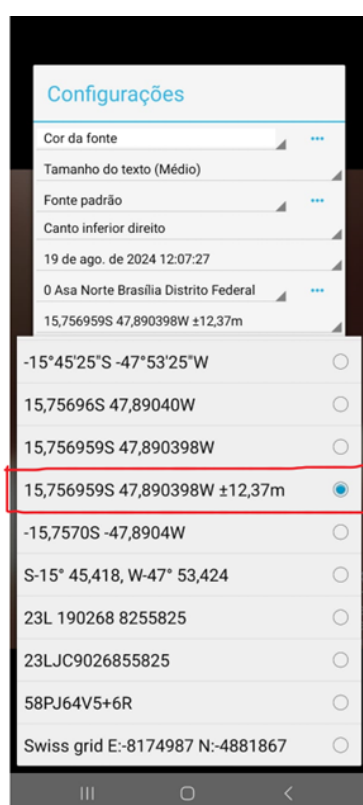 Configurações
Cor da fonte
Tamanho do texto (Médio)
Fonte padrão
Canto inferior direito
19 de ago. de 2024 12:07:27
0 Asa Norte Brasília Distrito Federal
15,756959S 47,890398W ±12,37m
-15°45'25"S -47°53'25"W
15,75696S 47,89040W
15,756959S 47,890398W
15,756959S 47,890398W ±12,37m
-15,7570S -47,8904W
S-15° 45,418, W-47° 53,424
23L 190268 8255825
23LJC9026855825
58PJ64V5+6R
Swiss grid E:-8174987 N:-4881867